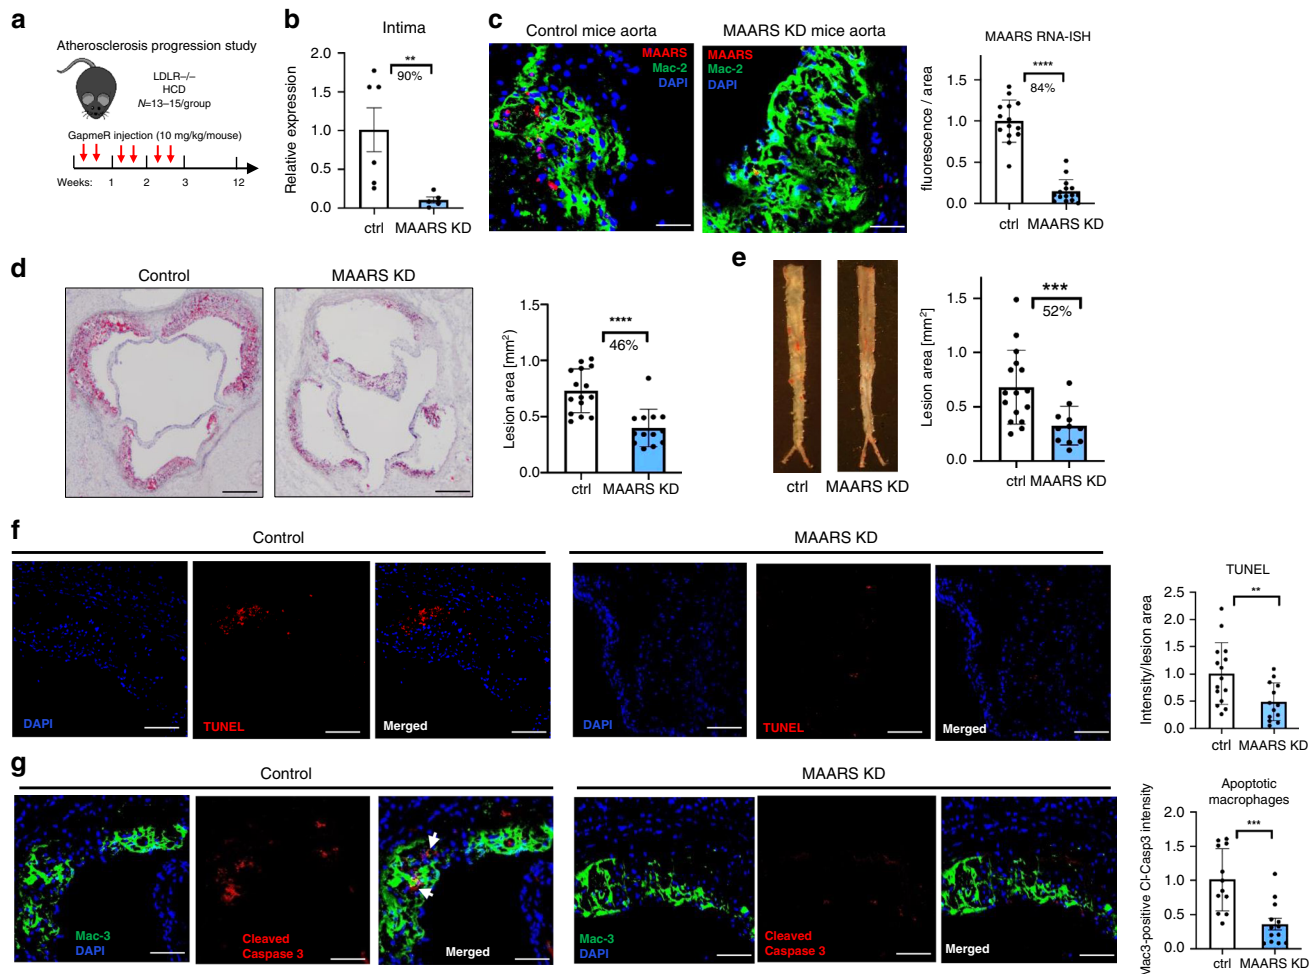 a
Atherosclerosis progression study
LDLR–/–
HCD
N=13–15/group
GapmeR injection (10 mg/kg/mouse)
Weeks: 1 2 3 12
b
Intima
Relative expression
2.0
1.5
1.0
0.5
0.0
**
90%
ctrl MAARS KD
c
Control mice aorta
MAARS
Mac-2
DAPI
MAARS KD mice aorta
MAARS
Mac-2
DAPI
MAARS RNA-ISH
fluorescence / area
1.5
1.0
0.5
0.0
****
84%
ctrl MAARS KD
d
Control
MAARS KD
Lesion area [mm²)
1.5
1.0
0.5
0.0
****
46%
ctrl MAARS KD
e
ctrl MAARS KD
Lesion area [mm²]
1.5
1.0
0.5
0.0
***
52%
ctrl MAARS KD
f
Control
DAPI
TUNEL
Merged
MAARS KD
DAPI
TUNEL
Merged
TUNEL
Intensity/lesion area
2.5
2.0
1.5
1.0
0.5
0.0
**
ctrl MAARS KD
g
Control
Mac-3
DAPI
Cleaved
Caspase 3
Merged
MAARS KD
Mac-3
DAPI
Cleaved
Caspase 3
Merged
Apoptotic
macrophages
Mac3-positive Cl-Casp3 intensity
2.0
1.5
1.0
0.5
0.0
***
ctrl MAARS KD